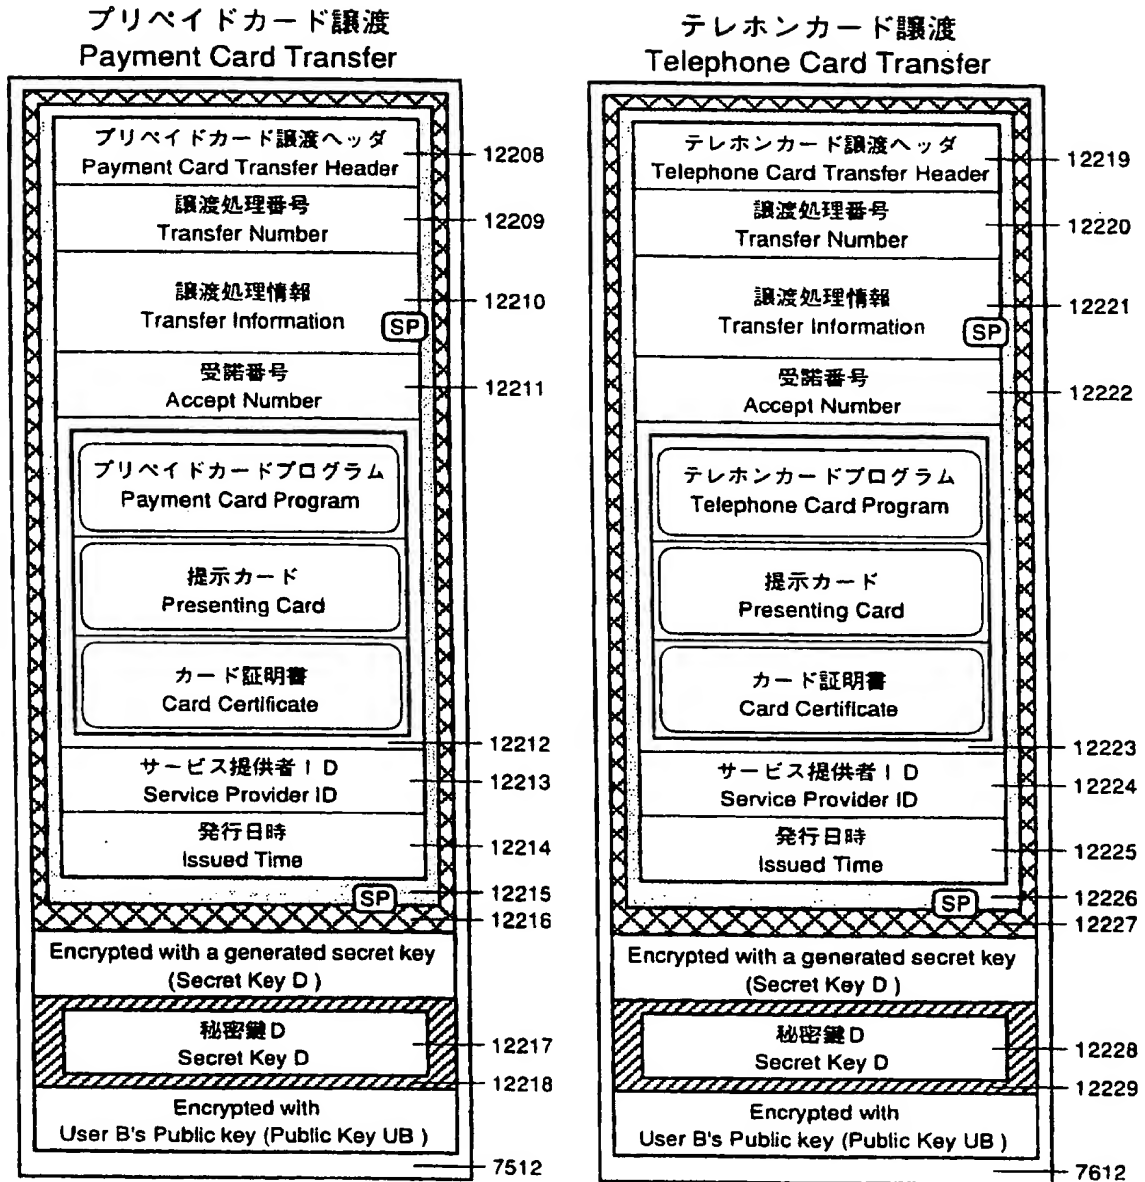 プリペイドカード譲渡
Payment Card Transfer
プリペイドカード譲渡ヘッダ
Payment Card Transfer Header
12208
譲渡処理番号
Transfer Number
12209
譲渡処理情報
Transfer Information
SP
12210
受諾番号
Accept Number
12211
プリペイドカードプログラム
Payment Card Program
提示カード
Presenting Card
カード証明書
Card Certificate
12212
サービス提供者ID
Service Provider ID
12213
発行日時
Issued Time
12214
SP
12215
12216
Encrypted with a generated secret key
(Secret Key D )
秘密鍵D
Secret Key D
12217
12218
Encrypted with
User B's Public key (Public Key UB )
7512
テレホンカード譲渡
Telephone Card Transfer
テレホンカード譲渡ヘッダ
Telephone Card Transfer Header
12219
譲渡処理番号
Transfer Number
12220
譲渡処理情報
Transfer Information
SP
12221
受諾番号
Accept Number
12222
テレホンカードプログラム
Telephone Card Program
提示カード
Presenting Card
カード証明書
Card Certificate
12223
サービス提供者ID
Service Provider ID
12224
発行日時
Issued Time
12225
SP
12226
12227
Encrypted with a generated secret key
(Secret Key D )
秘密鍵D
Secret Key D
12228
12229
Encrypted with
User B's Public key (Public Key UB )
7612